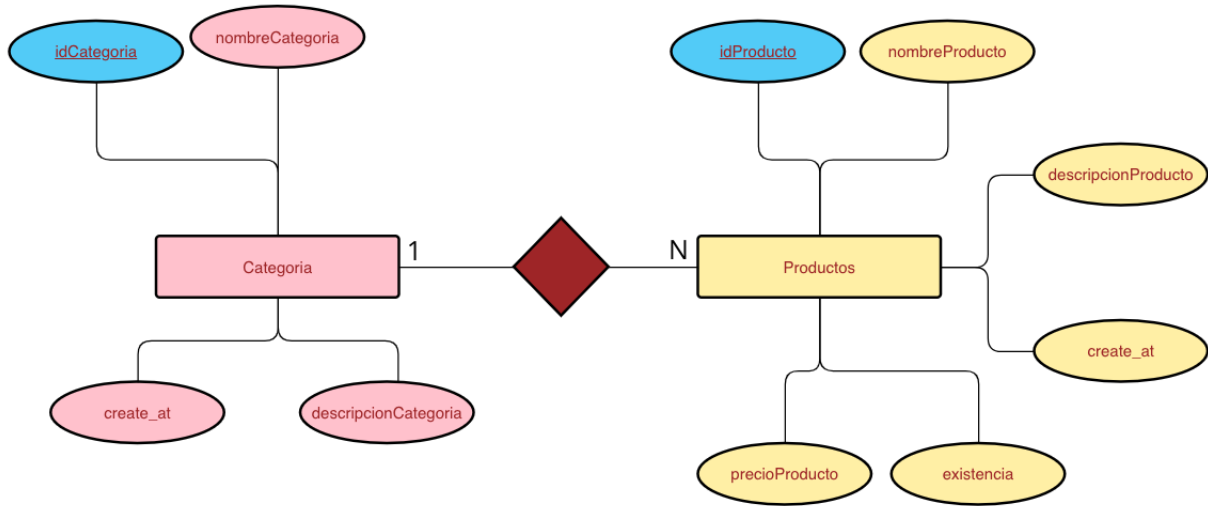 nombreCategoria
idCategoria
idProducto
nombreProducto
descripcionProducto
Categoria
1
N
Productos
create_at
create_at
descripcionCategoria
precioProducto
existencia